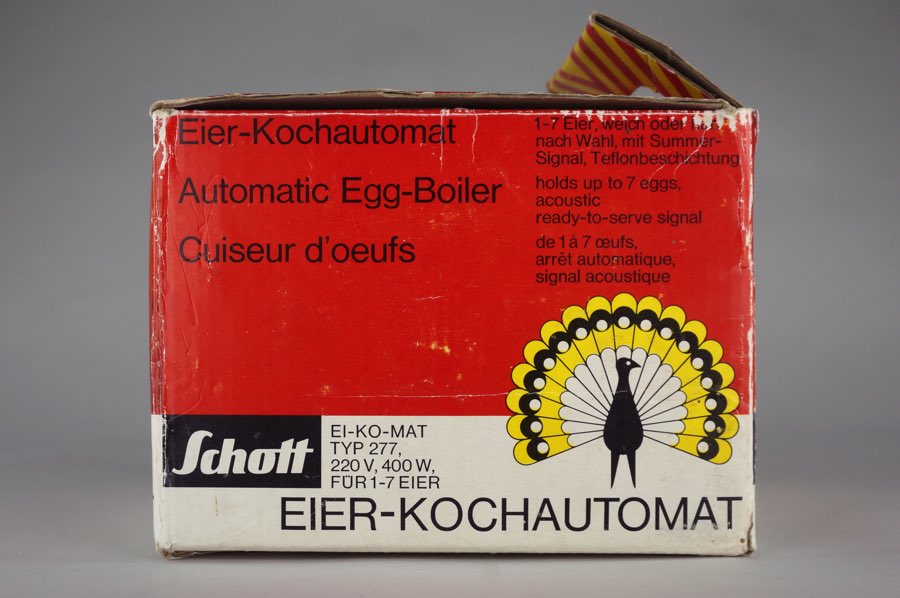 Eier-Kochautomat
1-7 Eier, weich oder
nach Wahl, mit Summer-
Signal, Teflonbeschichtung
Automatic Egg-Boiler
holds up to 7 eggs,
acoustic
ready-to-serve signal
Cuiseur d'oeufs
de 1 à 7 œufs,
arrêt automatique,
signal acoustique
Schott
EI-KO-MAT
TYP 277,
220 V, 400 W,
FÜR 1-7 EIER
EIER-KOCHAUTOMAT